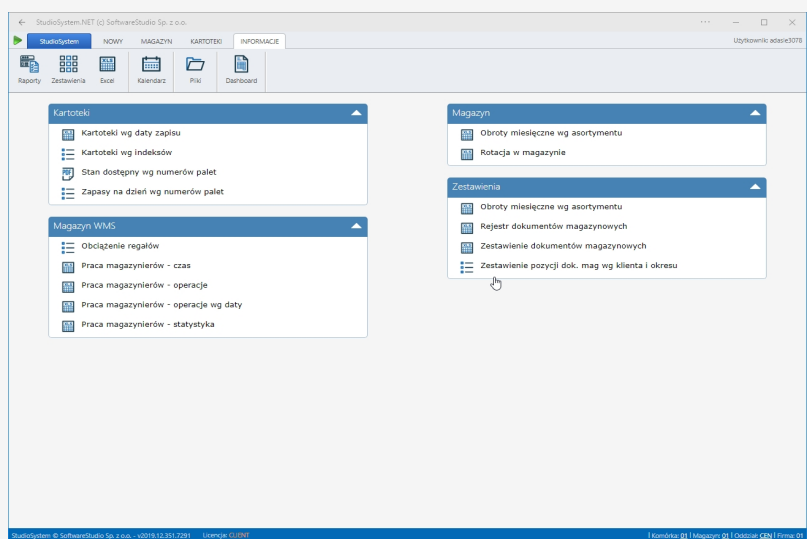 StudioSystem.NET (c) SoftwareStudio Sp. z o.o.
StudioSystem NOWY MAGAZYN KARTOTEKI INFORMACJE
Użytkownik: adasie3078
Raporty Zestawienia Excel Kalendarz Pliki Dashboard
Kartoteki
Kartoteki wg daty zapisu
Kartoteki wg indeksów
Stan dostępny wg numerów palet
Zapasy na dzień wg numerów palet
Magazyn WMS
Obciążenie regałów
Praca magazynierów - czas
Praca magazynierów - operacje
Praca magazynierów - operacje wg daty
Praca magazynierów - statystyka
Magazyn
Obroty miesięczne wg asortymentu
Rotacja w magazynie
Zestawienia
Obroty miesięczne wg asortymentu
Rejestr dokumentów magazynowych
Zestawienie dokumentów magazynowych
Zestawienie pozycji dok. mag wg klienta i okresu
StudioSystem © SoftwareStudio Sp. z o.o. - v2019.12.351.7291 Licencja: CLIENT
| Komórka: 01 | Magazyn: 01 | Oddział: CEN | Firma: 01